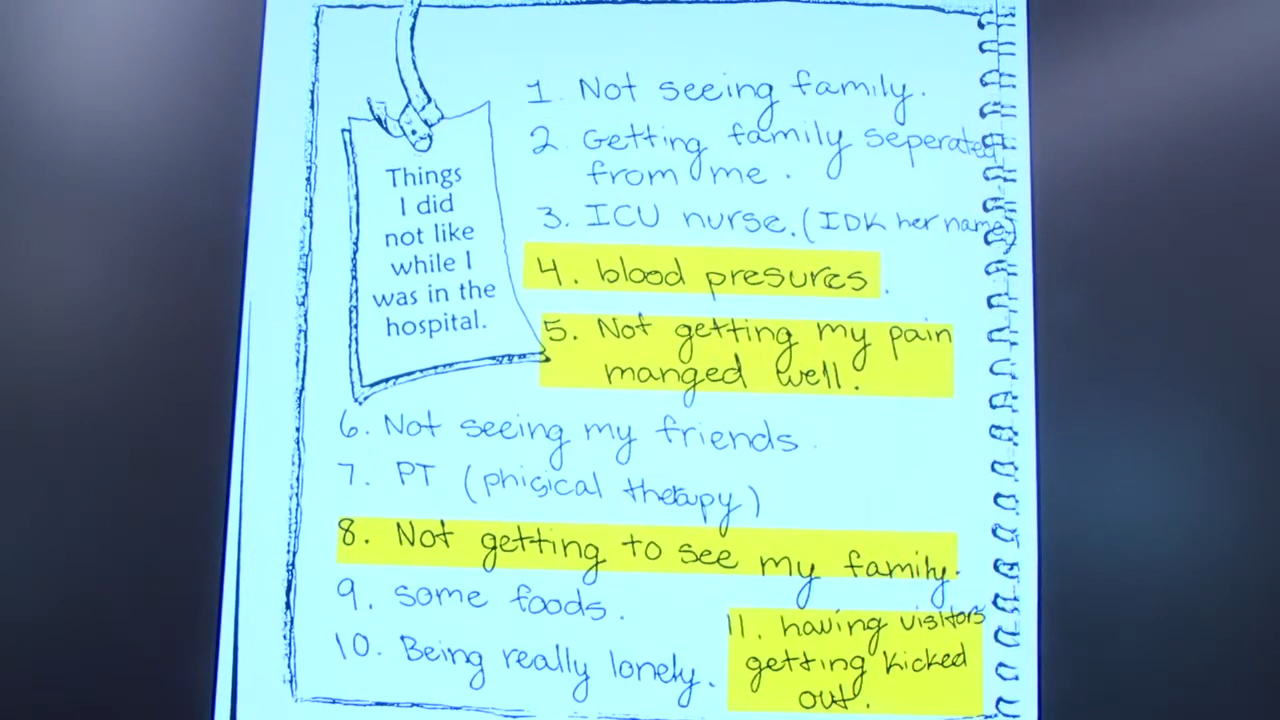 Things
I did
not like
while I
was in the
hospital.
1. Not seeing family.
2. Getting family seperated
from me.
3. ICU nurse. (IDK her name)
4. blood presures.
5. Not getting my pain
manged well.
6. Not seeing my friends.
7. PT (phisical therapy)
8. Not getting to see my family.
9. some foods.
10. Being really lonely.
11. having visitors
getting kicked
out.